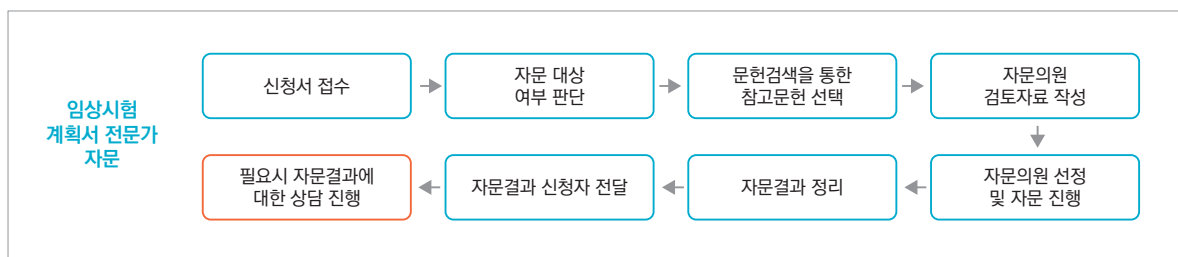 임상시험
계획서 전문가
자문
신청서 접수
자문 대상
여부 판단
문헌검색을 통한
참고문헌 선택
자문의원
검토자료 작성
자문의원 선정
및 자문 진행
자문결과 정리
자문결과 신청자 전달
필요시 자문결과에
대한 상담 진행